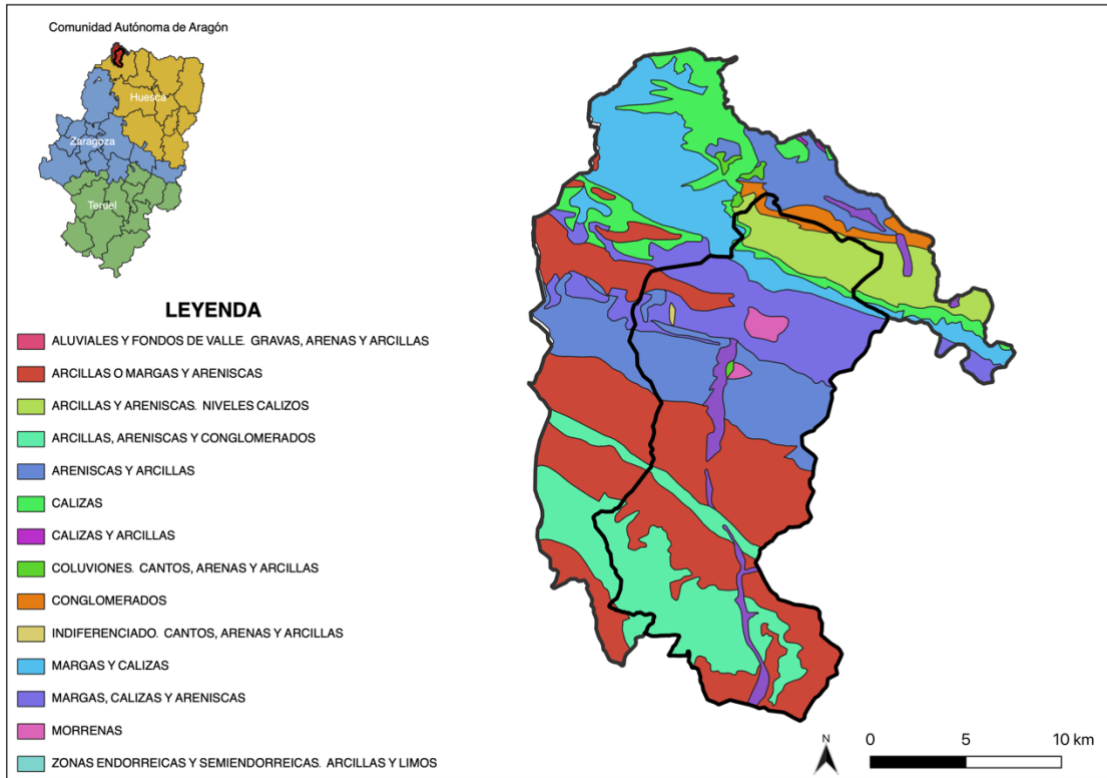 Comunidad Autónoma de Aragón
Huesca
Zaragoza
Teruel
LEYENDA
ALUVIALES Y FONDOS DE VALLE. GRAVAS, ARENAS Y ARCILLAS
ARCILLAS O MARGAS Y ARENISCAS
ARCILLAS Y ARENISCAS. NIVELES CALIZOS
ARCILLAS, ARENISCAS Y CONGLOMERADOS
ARENISCAS Y ARCILLAS
CALIZAS
CALIZAS Y ARCILLAS
COLUVIONES. CANTOS, ARENAS Y ARCILLAS
CONGLOMERADOS
INDIFERENCIADO. CANTOS, ARENAS Y ARCILLAS
MARGAS Y CALIZAS
MARGAS, CALIZAS Y ARENISCAS
MORRENAS
ZONAS ENDORREICAS Y SEMIENDORREICAS. ARCILLAS Y LIMOS
N
0 5 10 km